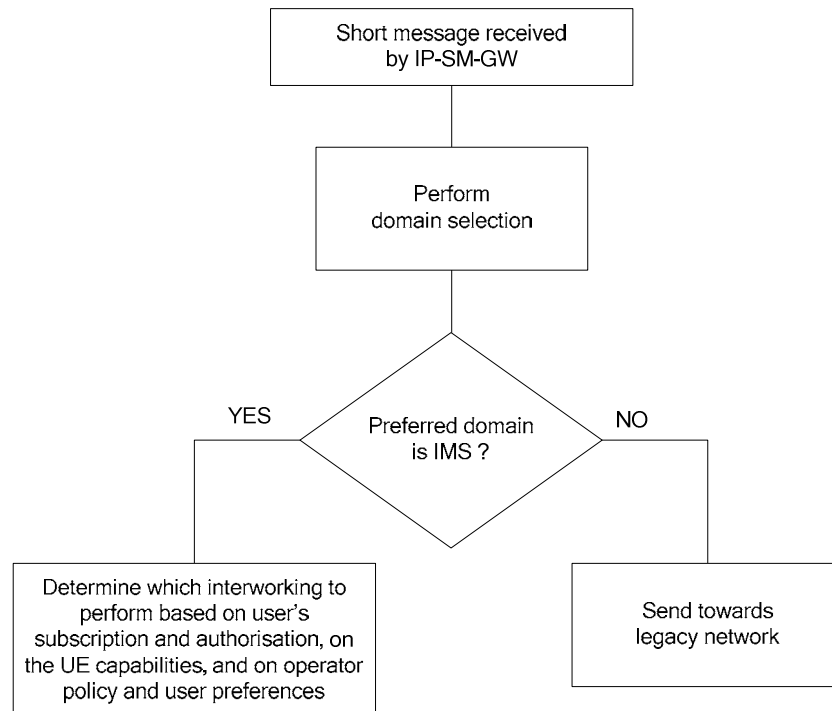 Short message received
by IP-SM-GW
Perform
domain selection
Preferred domain
is IMS ?
YES
NO
Determine which interworking to
perform based on user's
subscription and authorisation, on
the UE capabilities, and on operator
policy and user preferences
Send towards
legacy network